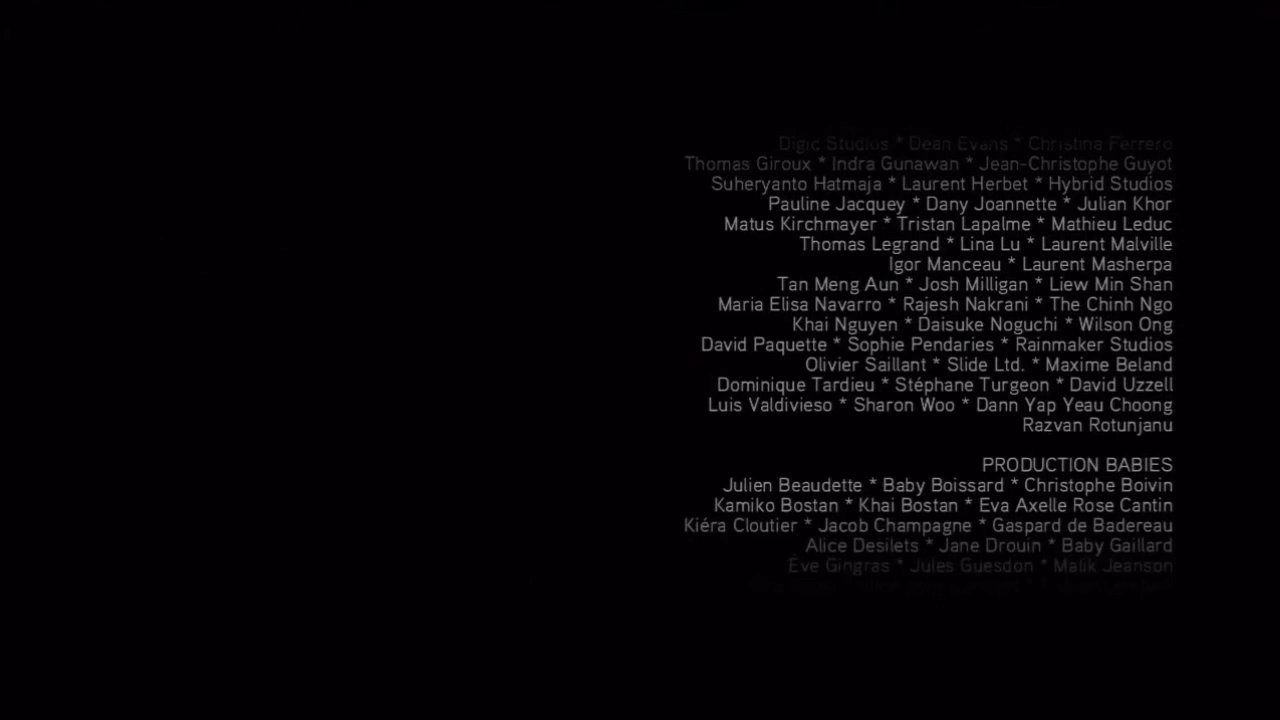 Digic Studios * Dean Evans * Christina Ferrero
Thomas Giroux * Indra Gunawan * Jean-Christophe Guyot
Suheryanto Hatmaja * Laurent Herbet * Hybrid Studios
Pauline Jacquey * Dany Joannette * Julian Khor
Matus Kirchmayer * Tristan Lapalme * Mathieu Leduc
Thomas Legrand * Lina Lu * Laurent Malville
Igor Manceau * Laurent Masherpa
Tan Meng Aun * Josh Milligan * Liew Min Shan
Maria Elisa Navarro * Rajesh Nakrani * The Chinh Ngo
Khai Nguyen * Daisuke Noguchi * Wilson Ong
David Paquette * Sophie Pendaries * Rainmaker Studios
Olivier Saillant * Slide Ltd. * Maxime Beland
Dominique Tardieu * Stéphane Turgeon * David Uzzell
Luis Valdivieso * Sharon Woo * Dann Yap Yeau Choong
Razvan Rotunjanu
PRODUCTION BABIES
Julien Beaudette * Baby Boissard * Christophe Boivin
Kamiko Bostan * Khai Bostan * Eva Axelle Rose Cantin
Kiéra Cloutier * Jacob Champagne * Gaspard de Badereau
Alice Desilets * Jane Drouin * Baby Gaillard
Ève Gingras * Jules Guesdon * Malik Jeanson